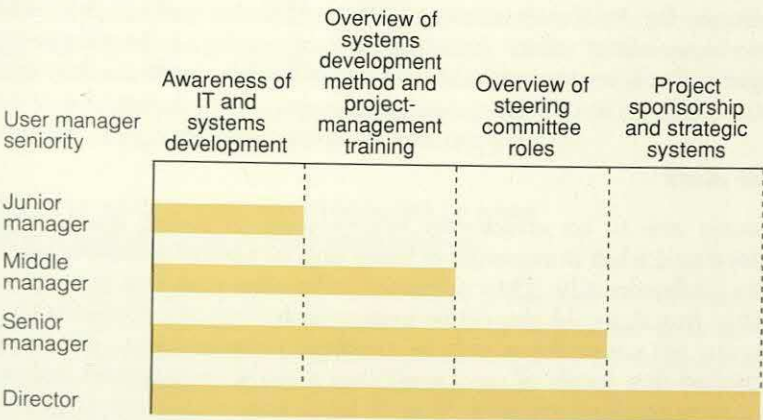 User manager
seniority
Awareness of
IT and
systems
development
Overview of
systems
development
method and
project-
management
training
Overview of
steering
committee
roles
Project
sponsorship
and strategic
systems
Junior
manager
Middle
manager
Senior
manager
Director